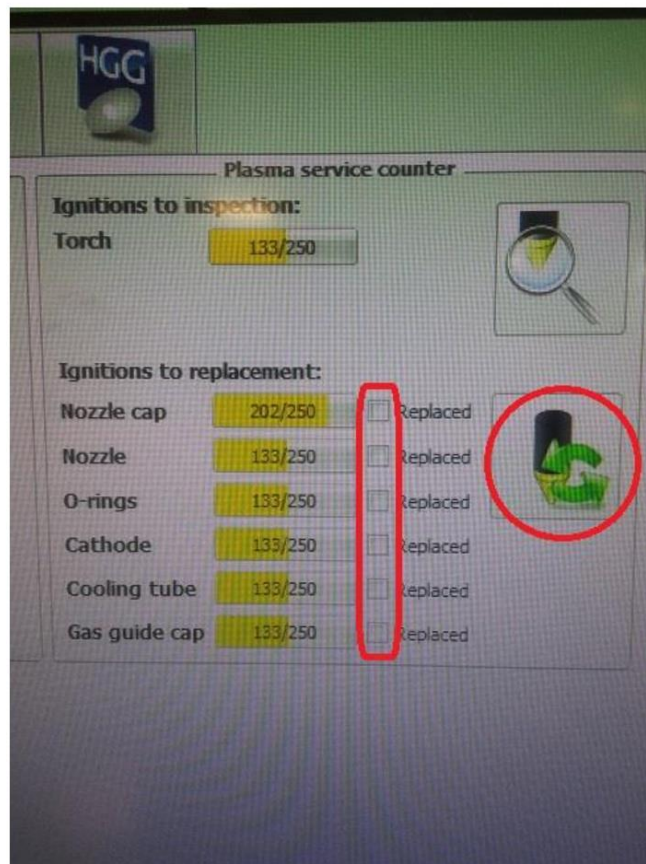 HGG
Plasma service counter
Ignitions to inspection:
Torch 133/250
Ignitions to replacement:
Nozzle cap 202/250 Replaced
Nozzle 133/250 Replaced
O-rings 133/250 Replaced
Cathode 133/250 Replaced
Cooling tube 133/250 Replaced
Gas guide cap 133/250 Replaced